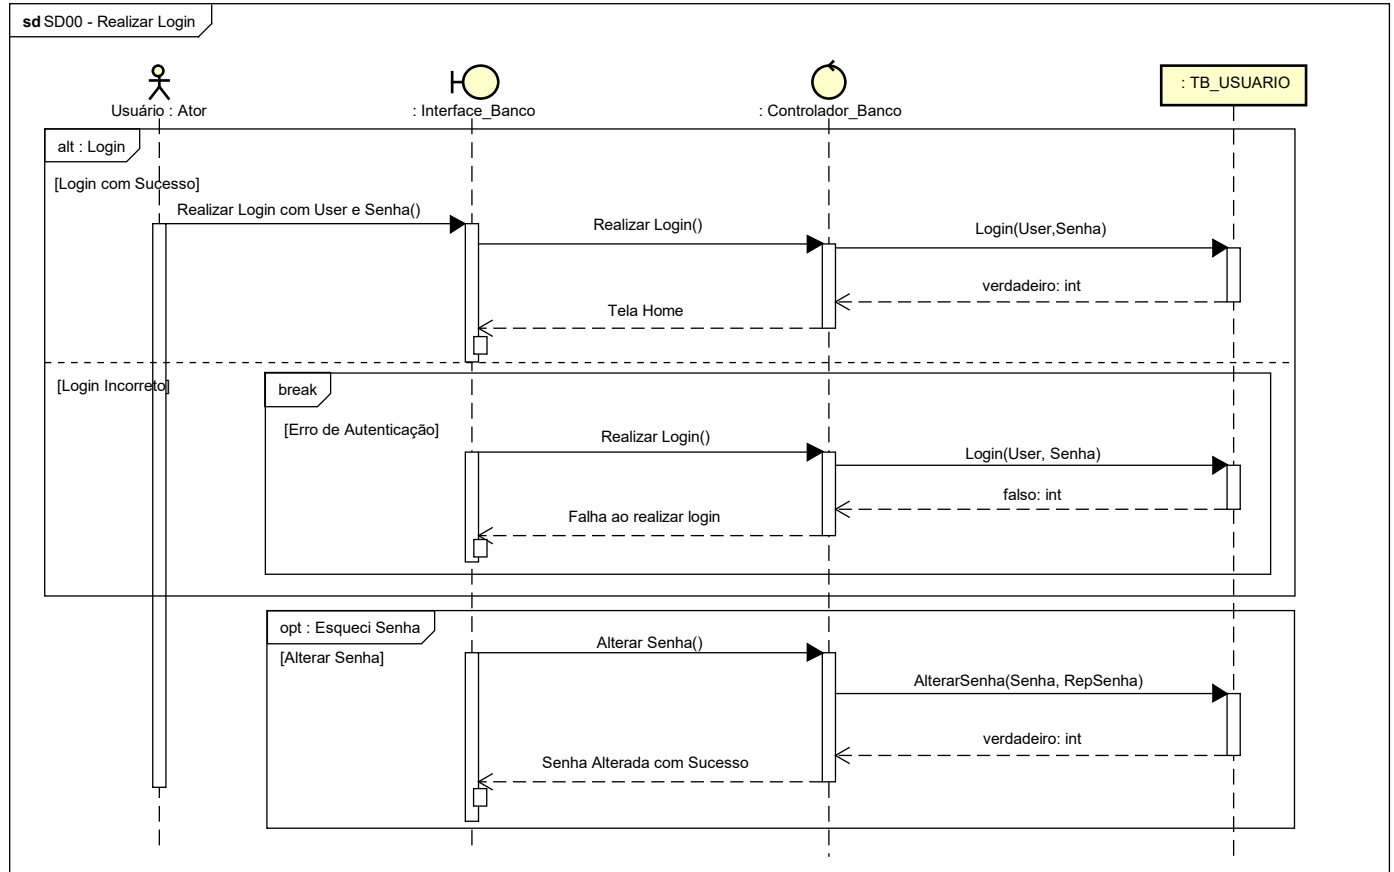 sd SD00 - Realizar Login
Usuário : Ator
: Interface_Banco
: Controlador_Banco
: TB_USUARIO
alt : Login
[Login com Sucesso]
Realizar Login com User e Senha()
Realizar Login()
Login(User,Senha)
verdadeiro: int
Tela Home
[Login Incorreto]
break
[Erro de Autenticação]
Realizar Login()
Login(User, Senha)
falso: int
Falha ao realizar login
opt : Esqueci Senha
[Alterar Senha]
Alterar Senha()
AlterarSenha(Senha, RepSenha)
verdadeiro: int
Senha Alterada com Sucesso